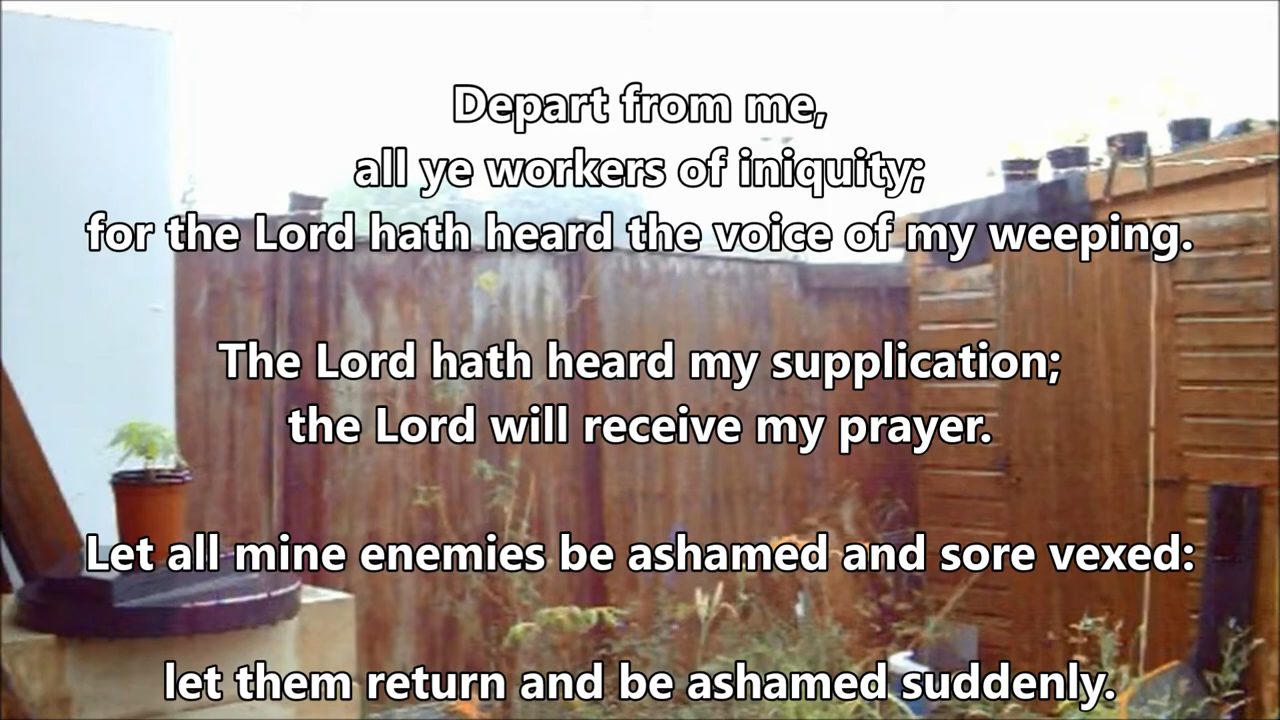 Depart from me,
all ye workers of iniquity;
for the Lord hath heard the voice of my weeping.
The Lord hath heard my supplication;
the Lord will receive my prayer.
Let all mine enemies be ashamed and sore vexed:
let them return and be ashamed suddenly.